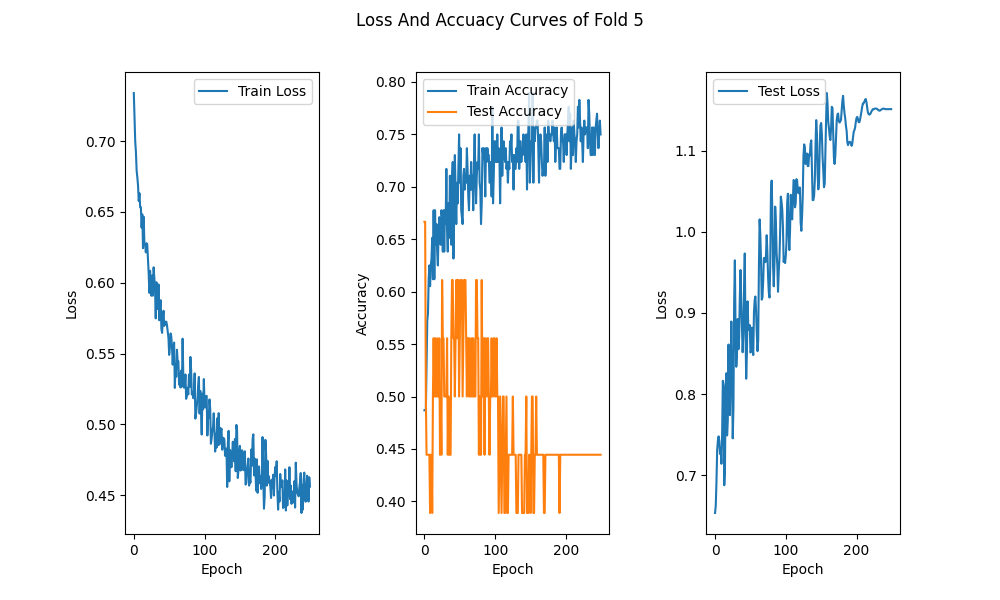 Loss And Accuacy Curves of Fold 5
Train Loss
0.70
0.65
0.60
0.55
0.50
0.45
Loss
0
100
200
Epoch
Train Accuracy
Test Accuracy
0.80
0.75
0.70
0.65
0.60
0.55
0.50
0.45
0.40
Accuracy
0
100
200
Epoch
Test Loss
1.1
1.0
0.9
0.8
0.7
Loss
0
100
200
Epoch